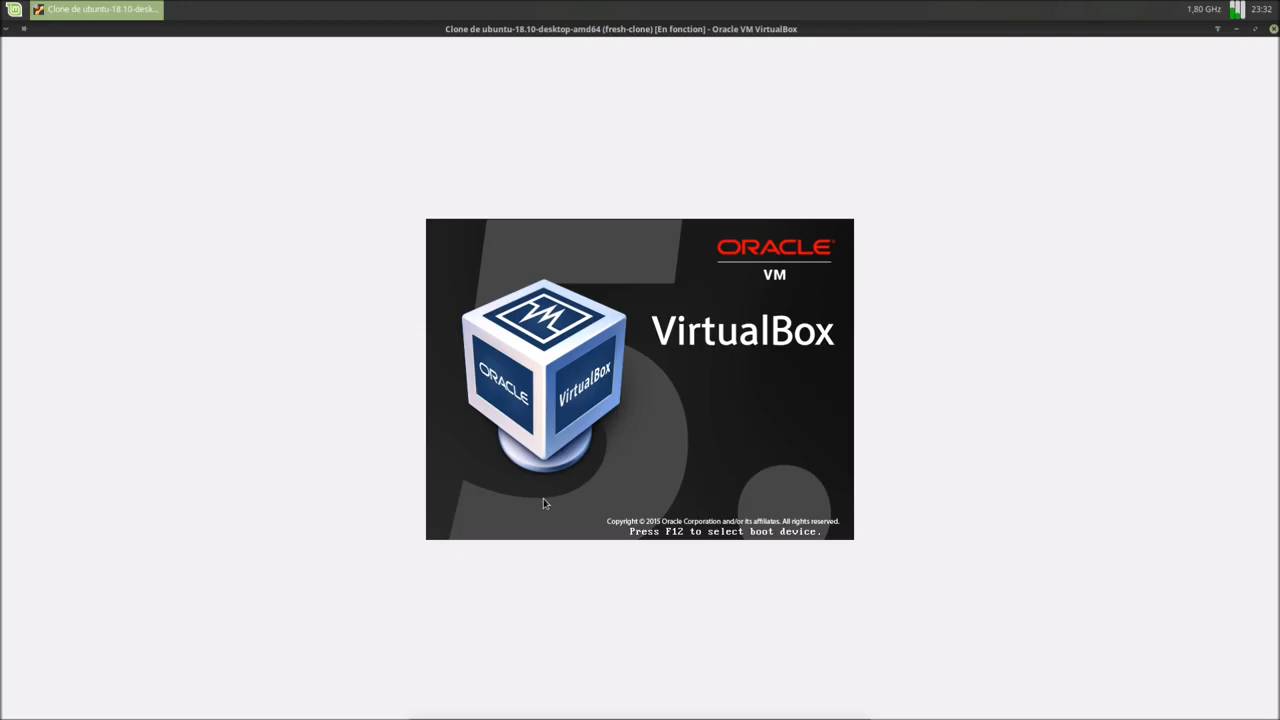 Clone de ubuntu-18.10-desk...
1,80 GHz
23:32
Clone de ubuntu-18.10-desktop-amd64 (fresh-clone) [En fonction] - Oracle VM VirtualBox
ORACLE
VM
VirtualBox
ORACLE
VirtualBox
Copyright © 2015 Oracle Corporation and/or its affiliates. All rights reserved.
Press F12 to select boot device.